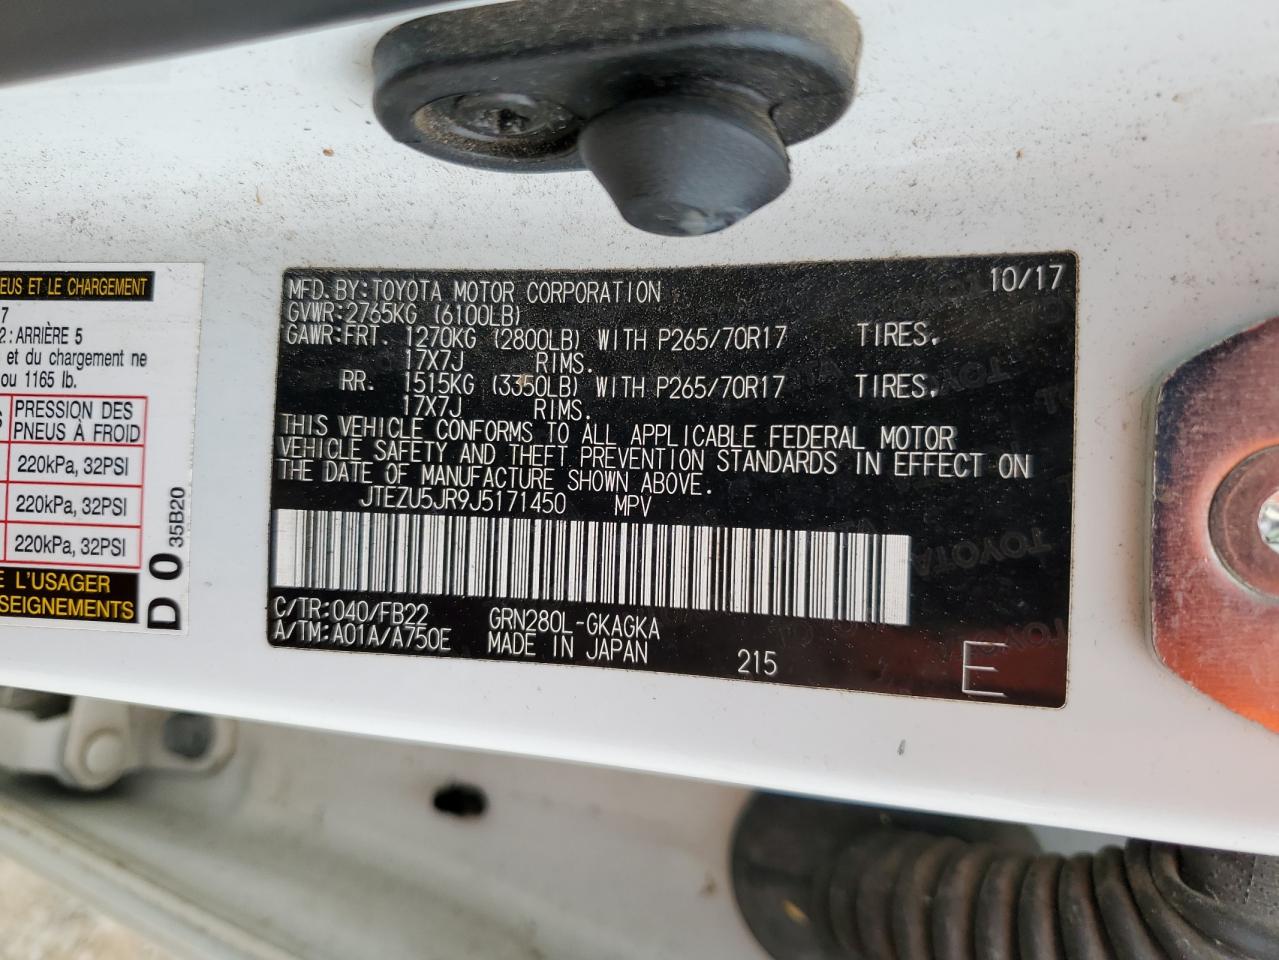 EUS ET LE CHARGEMENT
7
2: ARRIÈRE 5
et du chargement ne
ou 1165 lb.
PRESSION DES
PNEUS À FROID
220kPa, 32PSI
220kPa, 32PSI
220kPa, 32PSI
E L'USAGER
SEIGNEMENTS
D 0
35B20
10/17
MFD. BY:TOYOTA MOTOR CORPORATION
GVWR:2765KG (6100LB)
GAWR:FRT. 1270KG (2800LB) WITH P265/70R17 TIRES.
17X7J RIMS.
RR. 1515KG (3350LB) WITH P265/70R17 TIRES.
17X7J RIMS.
THIS VEHICLE CONFORMS TO ALL APPLICABLE FEDERAL MOTOR
VEHICLE SAFETY AND THEFT PREVENTION STANDARDS IN EFFECT ON
THE DATE OF MANUFACTURE SHOWN ABOVE.
JTEZU5JR9J5171450 MPV
C/TR:040/FB22 GRN280L-GKAGKA
A/TM:A01A/A750E MADE IN JAPAN 215
E